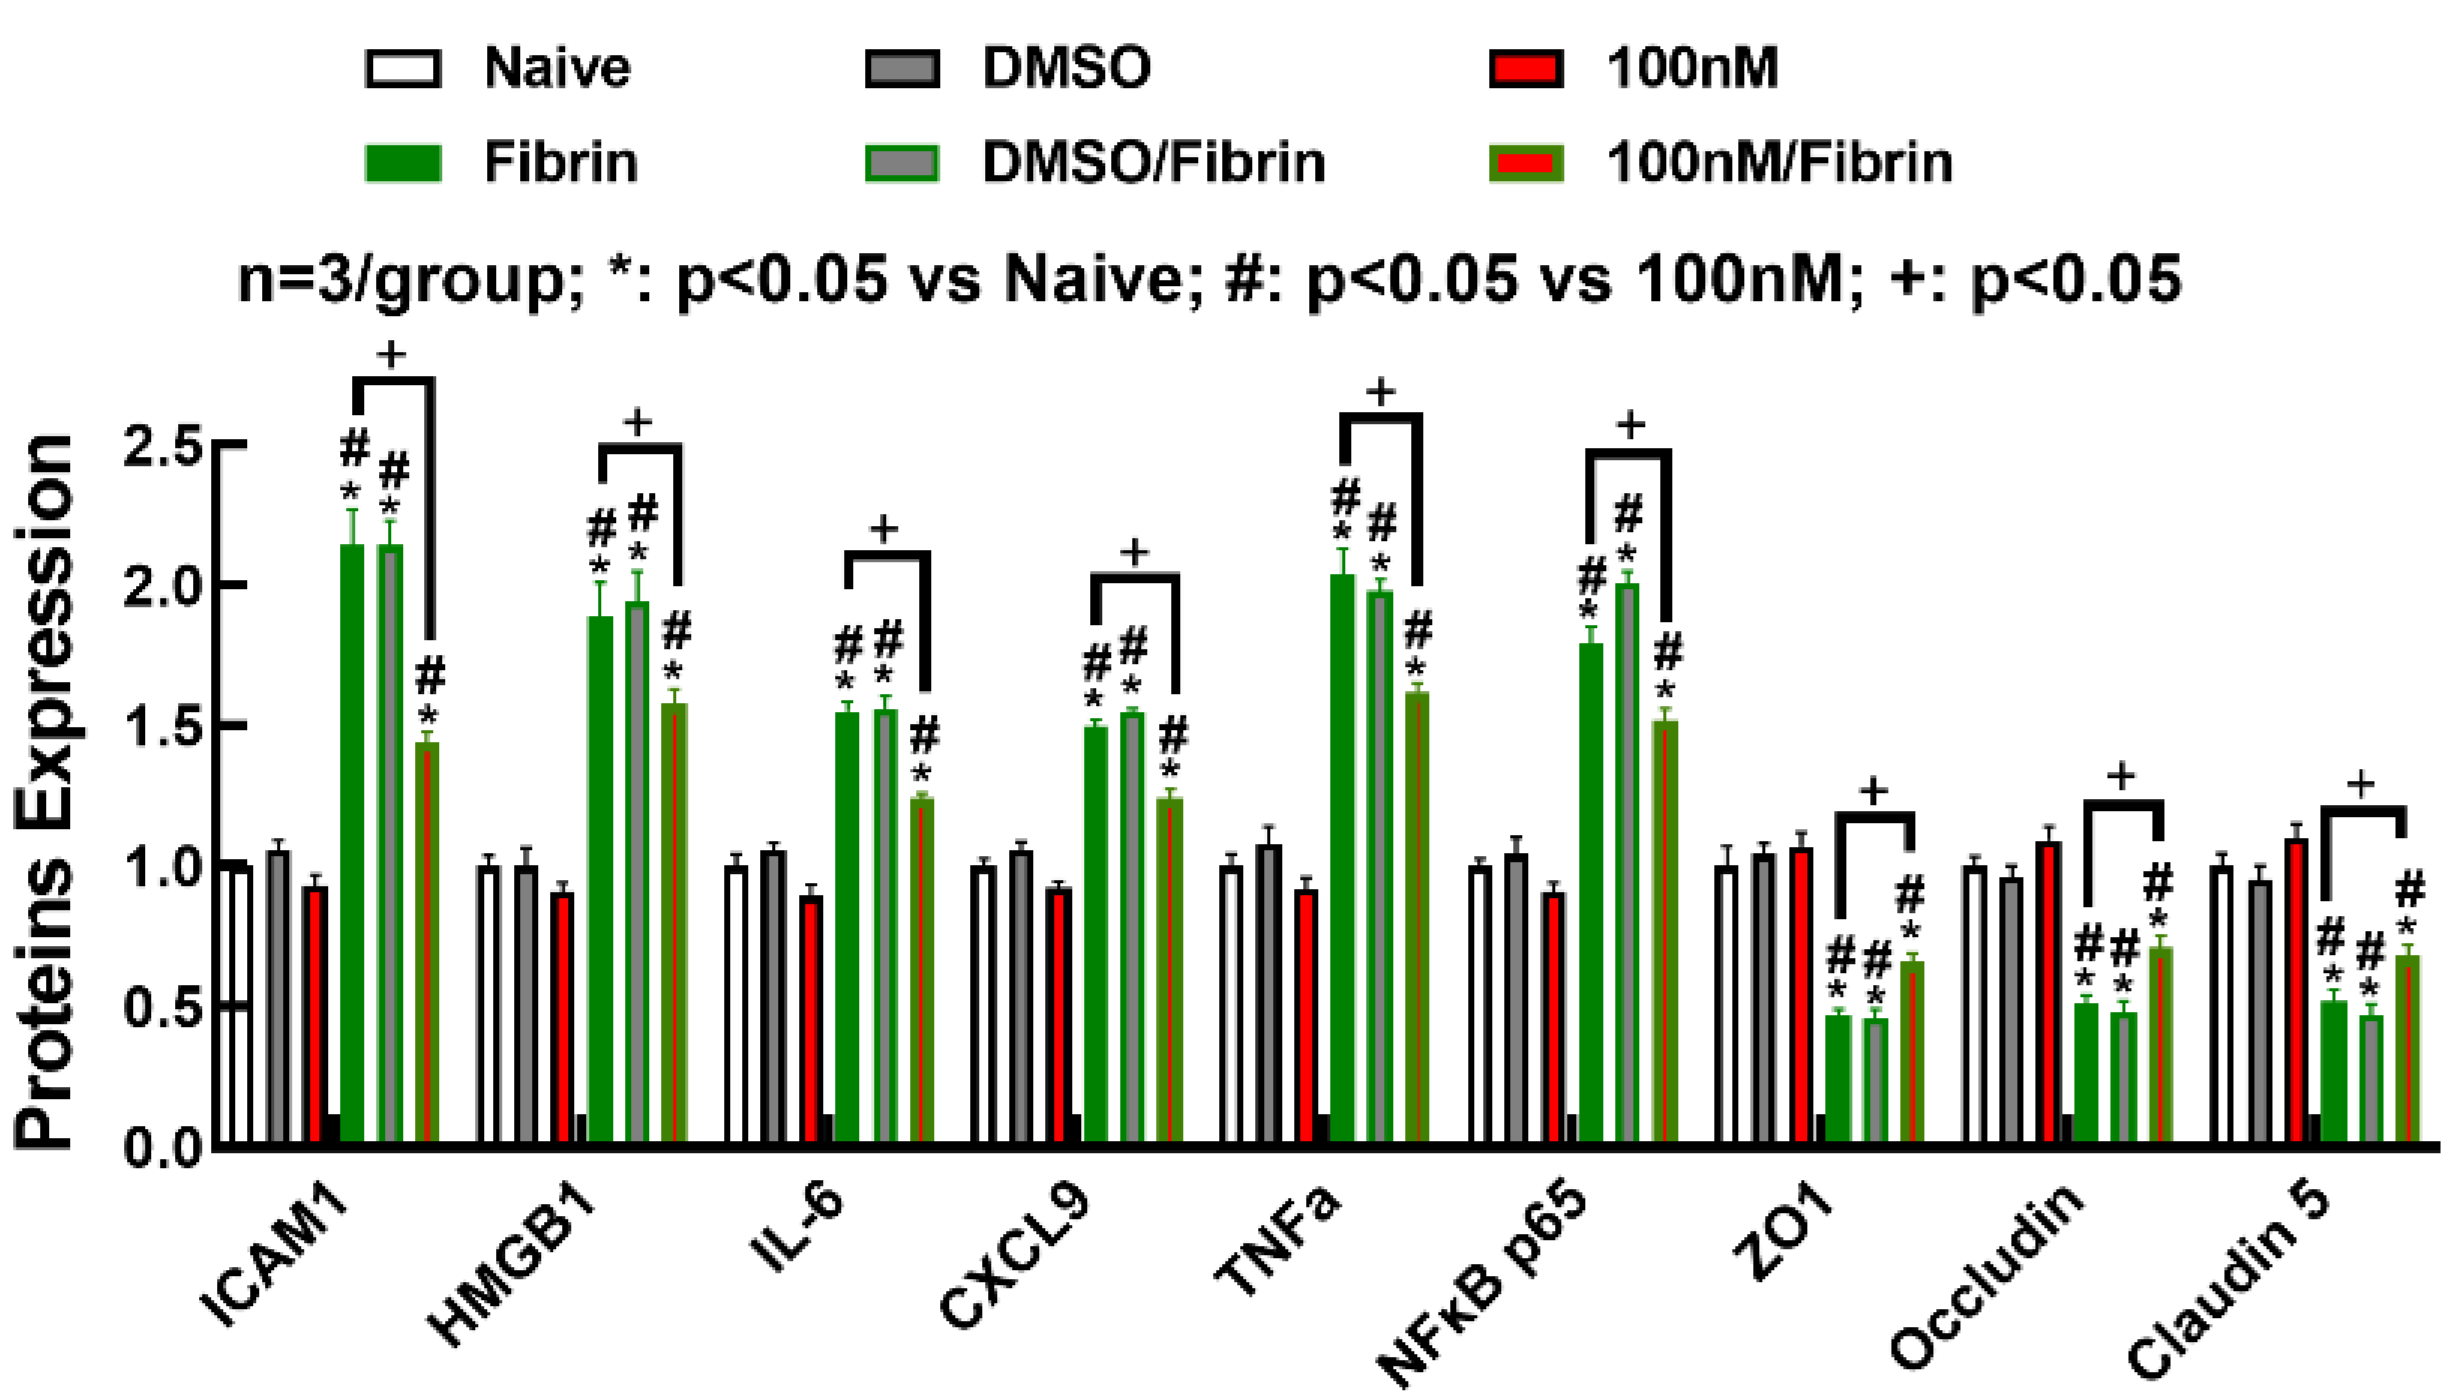 Naive DMSO 100nM
Fibrin DMSO/Fibrin 100nM/Fibrin
n=3/group; *: p<0.05 vs Naive; #: p<0.05 vs 100nM; +: p<0.05
Proteins Expression
+
+
+
+
+
+
+
+
+
# # #
* * *
# # #
* * *
# # #
* * *
# # #
* * *
# # #
* * *
# # #
* * *
# # #
* * *
# # #
* * *
# # #
* * *
2.5
2.0
1.5
1.0
0.5
0.0
ICAM1
HMGB1
IL-6
CXCL9
TNFa
NFκB p65
ZO1
Occludin
Claudin 5